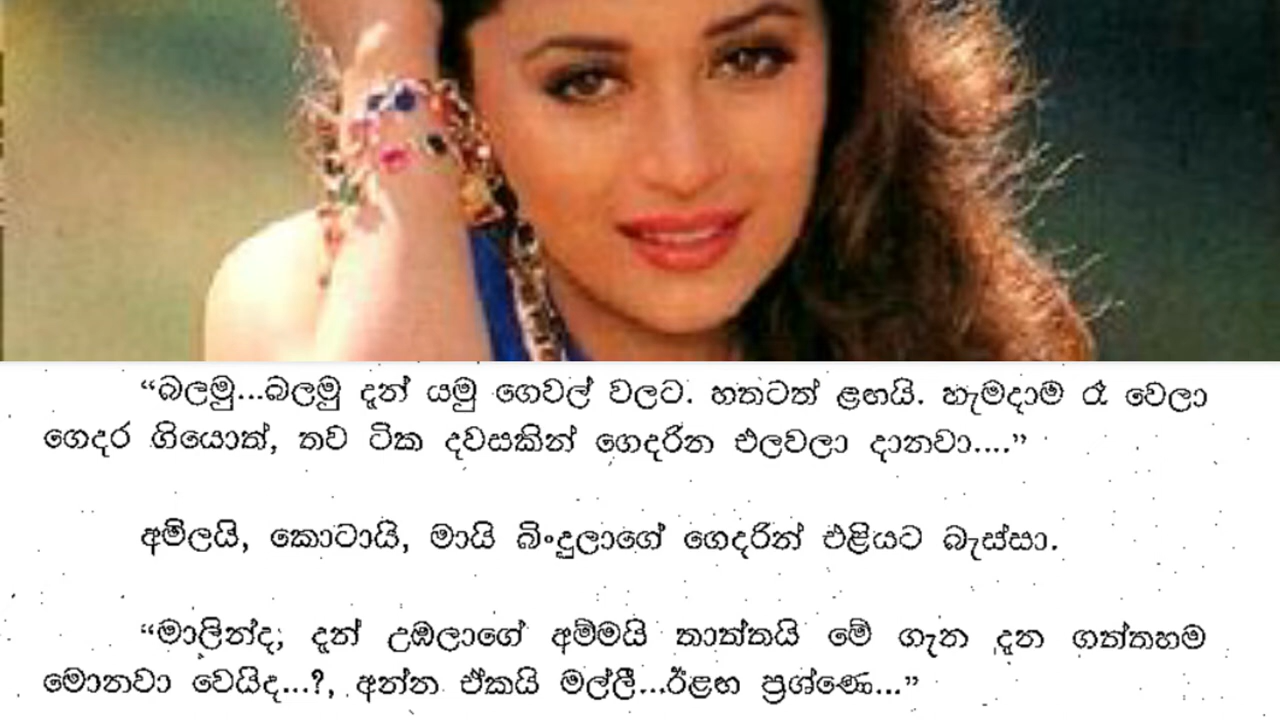 “බලමු...බලමු දැන් යමු ගෙවල් වලට. හතටත් ළඟයි. හැමදාම රෑ වෙලා
ගෙදර ගියොත්, තව ටික දවසකින් ගෙදරින එලවලා දානවා....”
අමිලයි, කොටායි, මායි බිංදුලාගේ ගෙදරින් එළියට බැස්සා.
“මාලින්ද, දැන් උඹලාගේ අම්මයි තාත්තයි මේ ගැන දැන ගත්තහම
මොනවා වෙයිද...?, අන්න ඒකයි මල්ලී...ඊළඟ ප්‍රශ්ණෙ...”